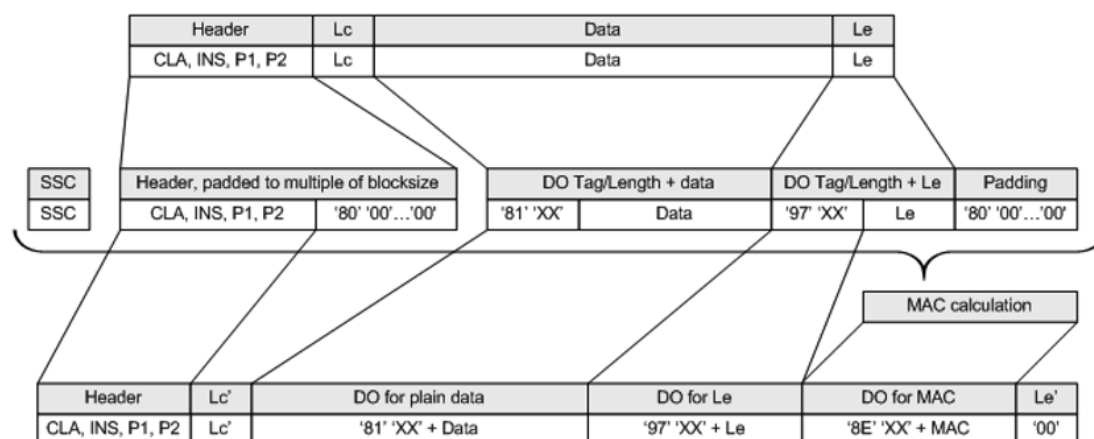 Header Lc Data Le
CLA, INS, P1, P2 Lc Data Le
SSC Header, padded to multiple of blocksize DO Tag/Length + data DO Tag/Length + Le Padding
SSC CLA, INS, P1, P2 '80' '00'...'00' '81' 'XX' Data '97' 'XX' Le '80' '00'...'00'
MAC calculation
Header Lc' DO for plain data DO for Le DO for MAC Le'
CLA, INS, P1, P2 Lc' '81' 'XX' + Data '97' 'XX' + Le '8E' 'XX' + MAC '00'